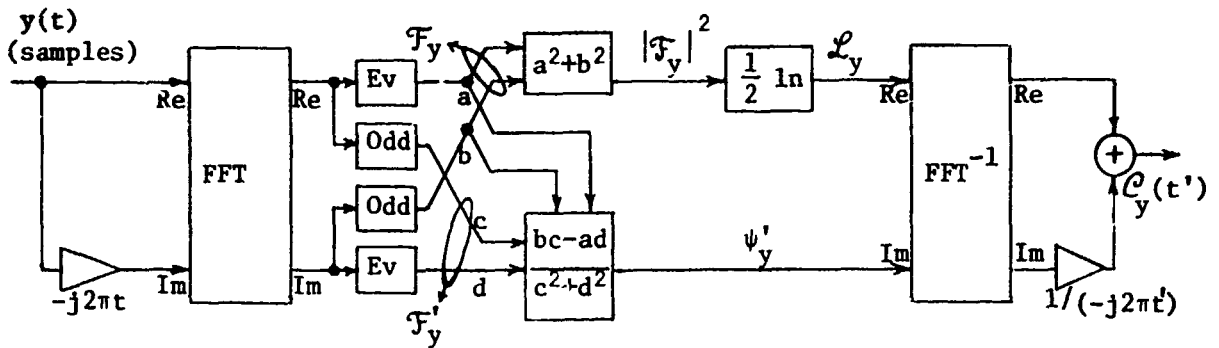 y(t)
(samples)
-j2πt
Re
Im
FFT
Re
Im
Ev
Odd
Odd
Ev
ℱy
a
b
c
d
ℱ'y
a²+b²
bc-ad
c²+d²
|ℱy|²
1/2 ln
ℒy
ψ'y
Re
Im
FFT⁻¹
Re
Im
+
𝒞y(t')
1/(-j2πt')